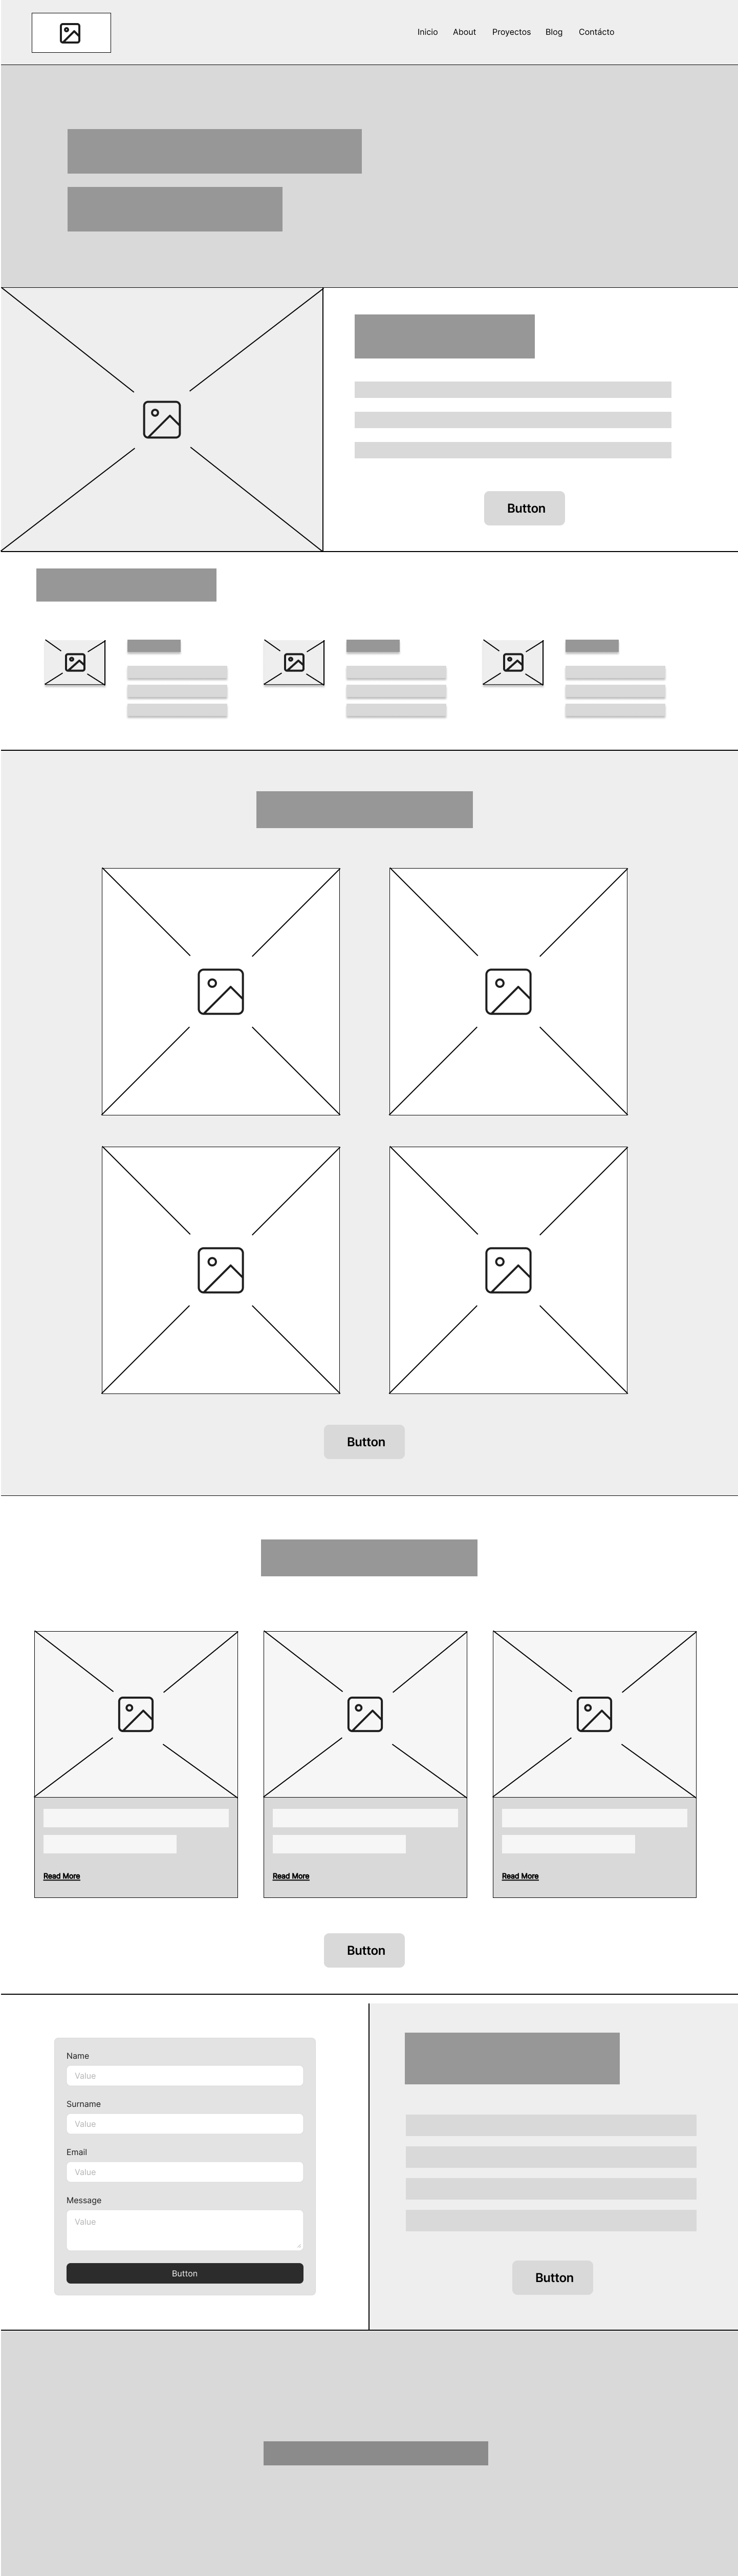 Inicio About Proyectos Blog Contácto
Button
Button
Read More Read More Read More
Button
Name
Value
Surname
Value
Email
Value
Message
Value
Button
Button